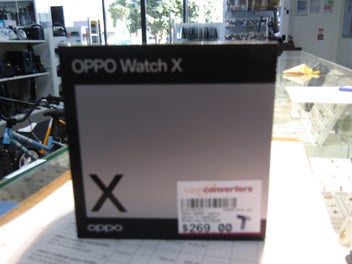 OPPO Watch X
X
cash converters
$269.00
oppo